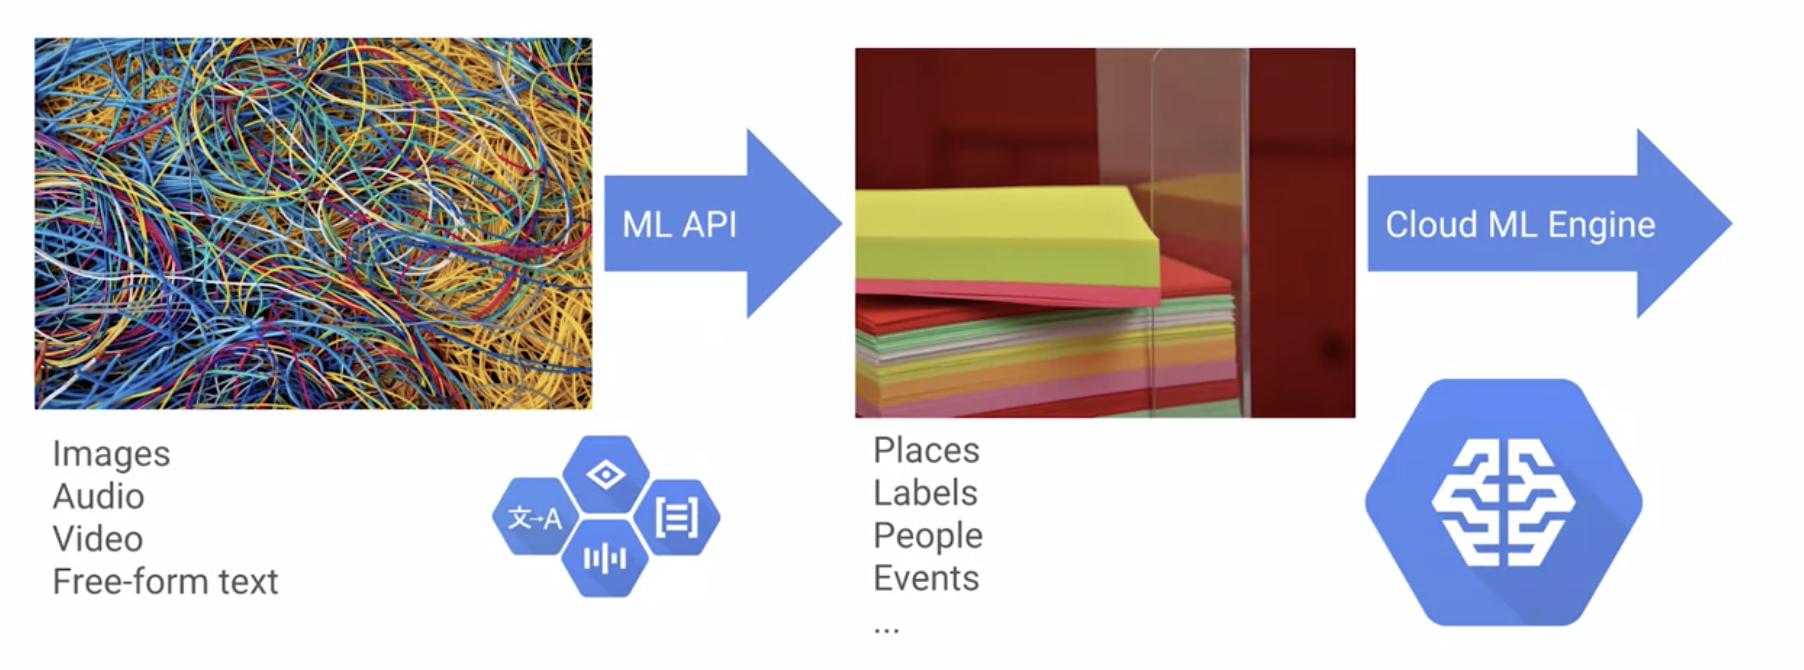 ML API
Cloud ML Engine
Images
Audio
Video
Free-form text
文→A
Places
Labels
People
Events
...